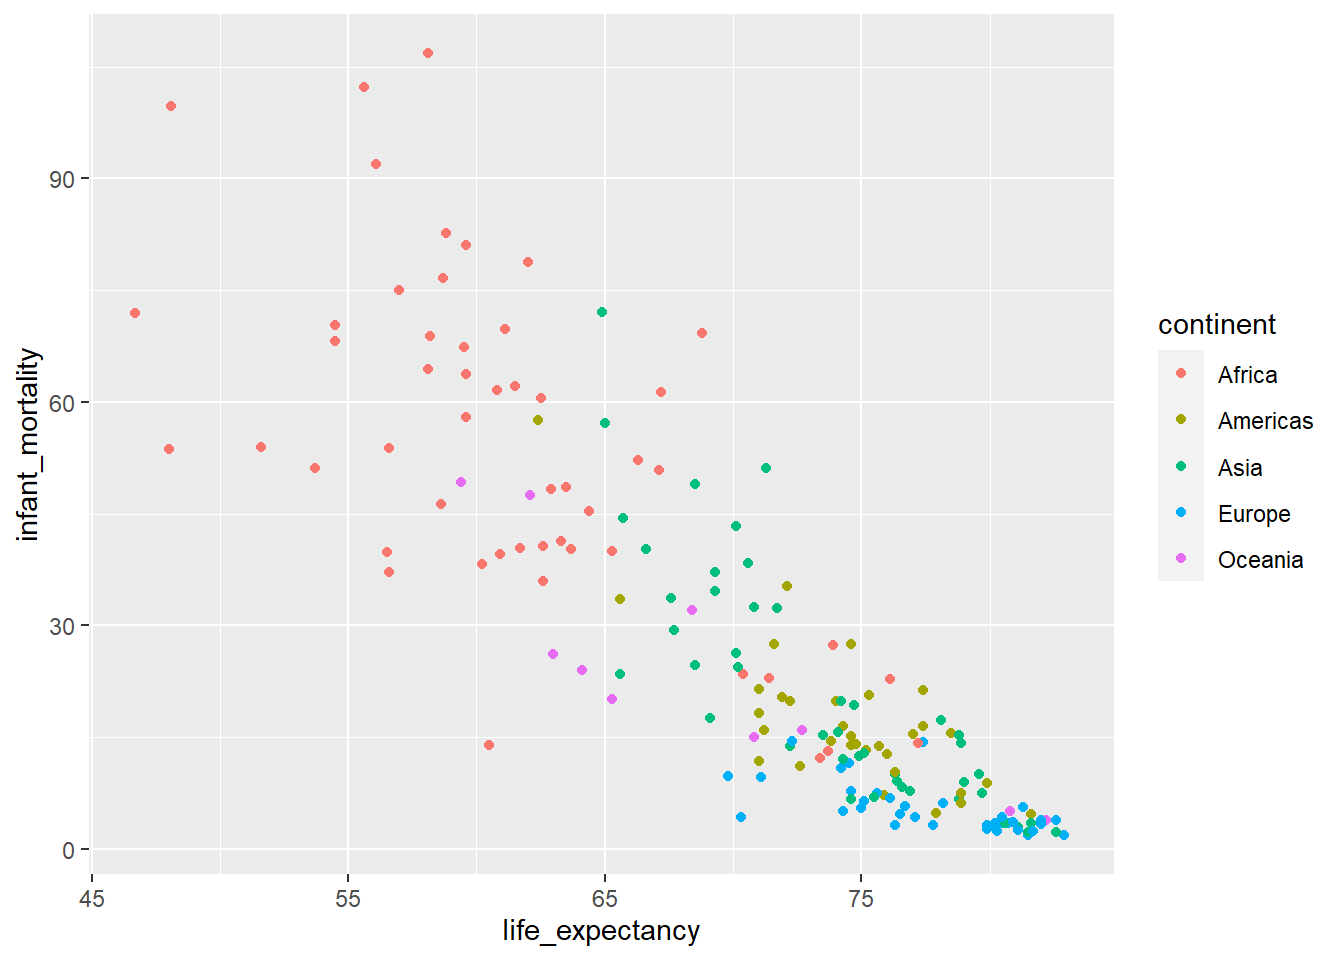 90
60
30
0
infant_mortality
45 55 65 75
life_expectancy
continent
Africa
Americas
Asia
Europe
Oceania